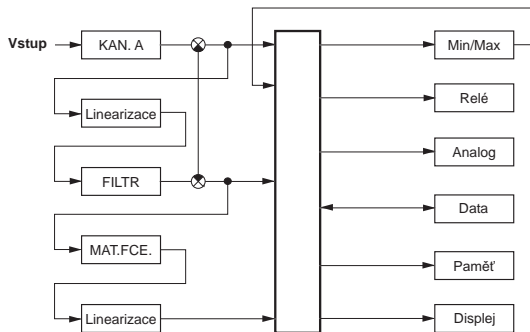 Vstup
KAN. A
Min/Max
Linearizace
Relé
FILTR
Analog
Data
MAT.FCE.
Paměť
Linearizace
Displej